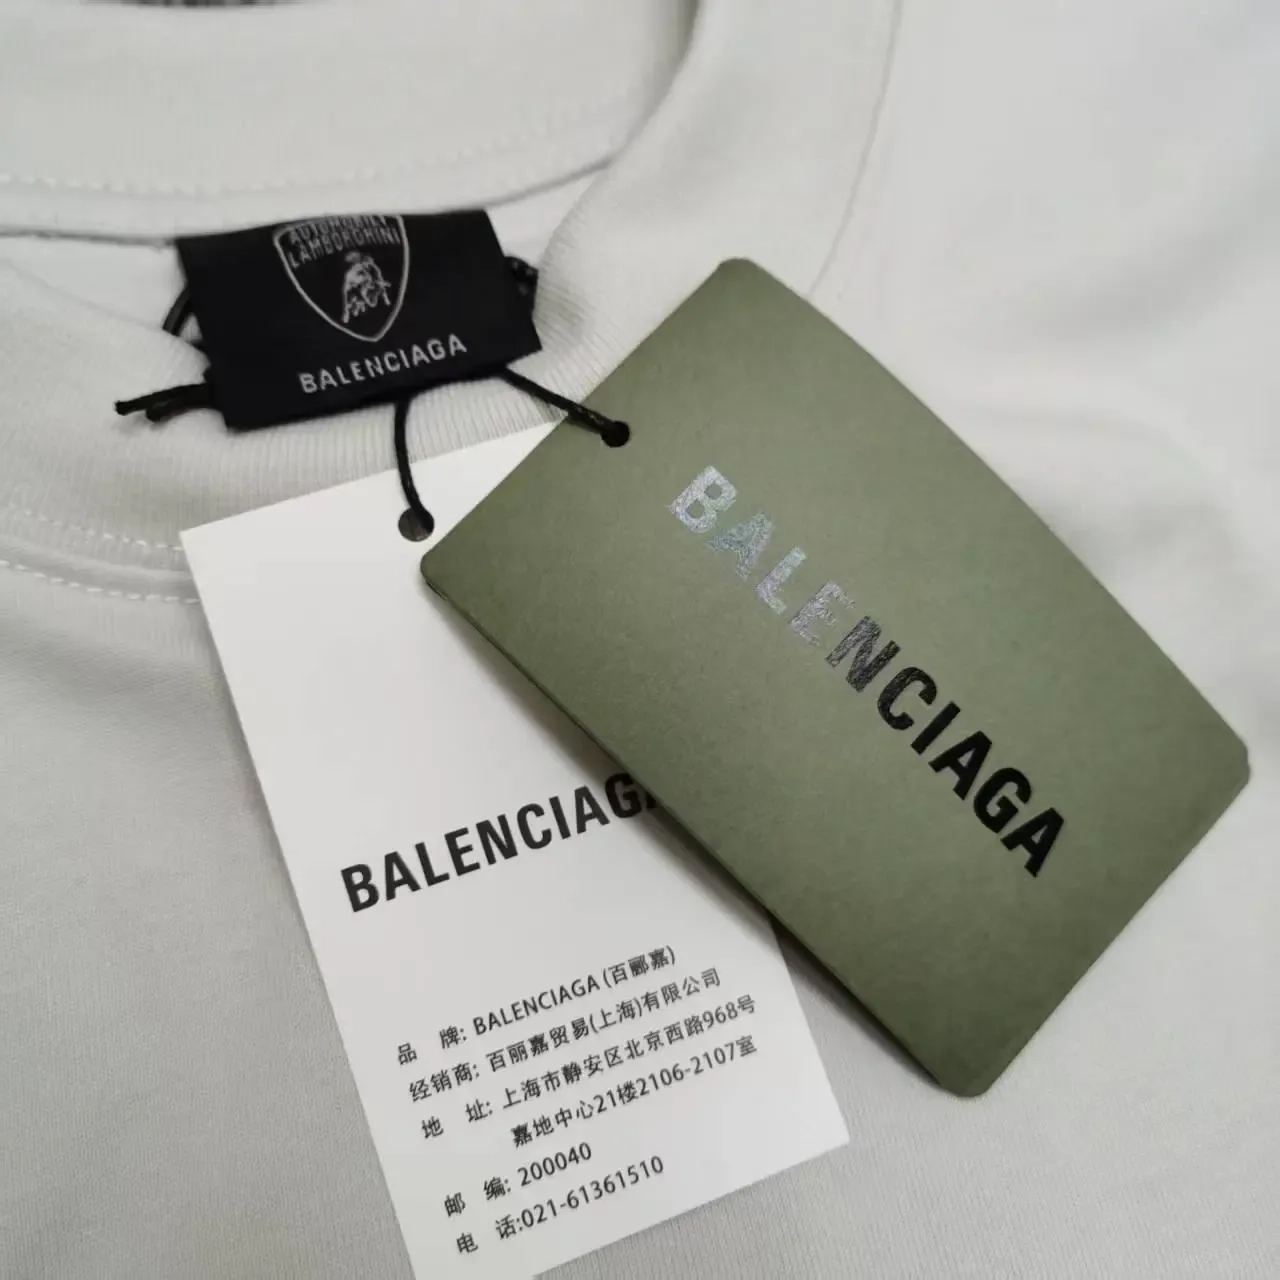 AUTOMOBILI
LAMBORGHINI
BALENCIAGA
BALENCIAGA
BALENCIAGA
品 牌: BALENCIAGA (百郦嘉)
经销商: 百丽嘉贸易(上海)有限公司
地 址: 上海市静安区北京西路968号
嘉地中心21楼2106-2107室
邮 编: 200040
电 话:021-61361510